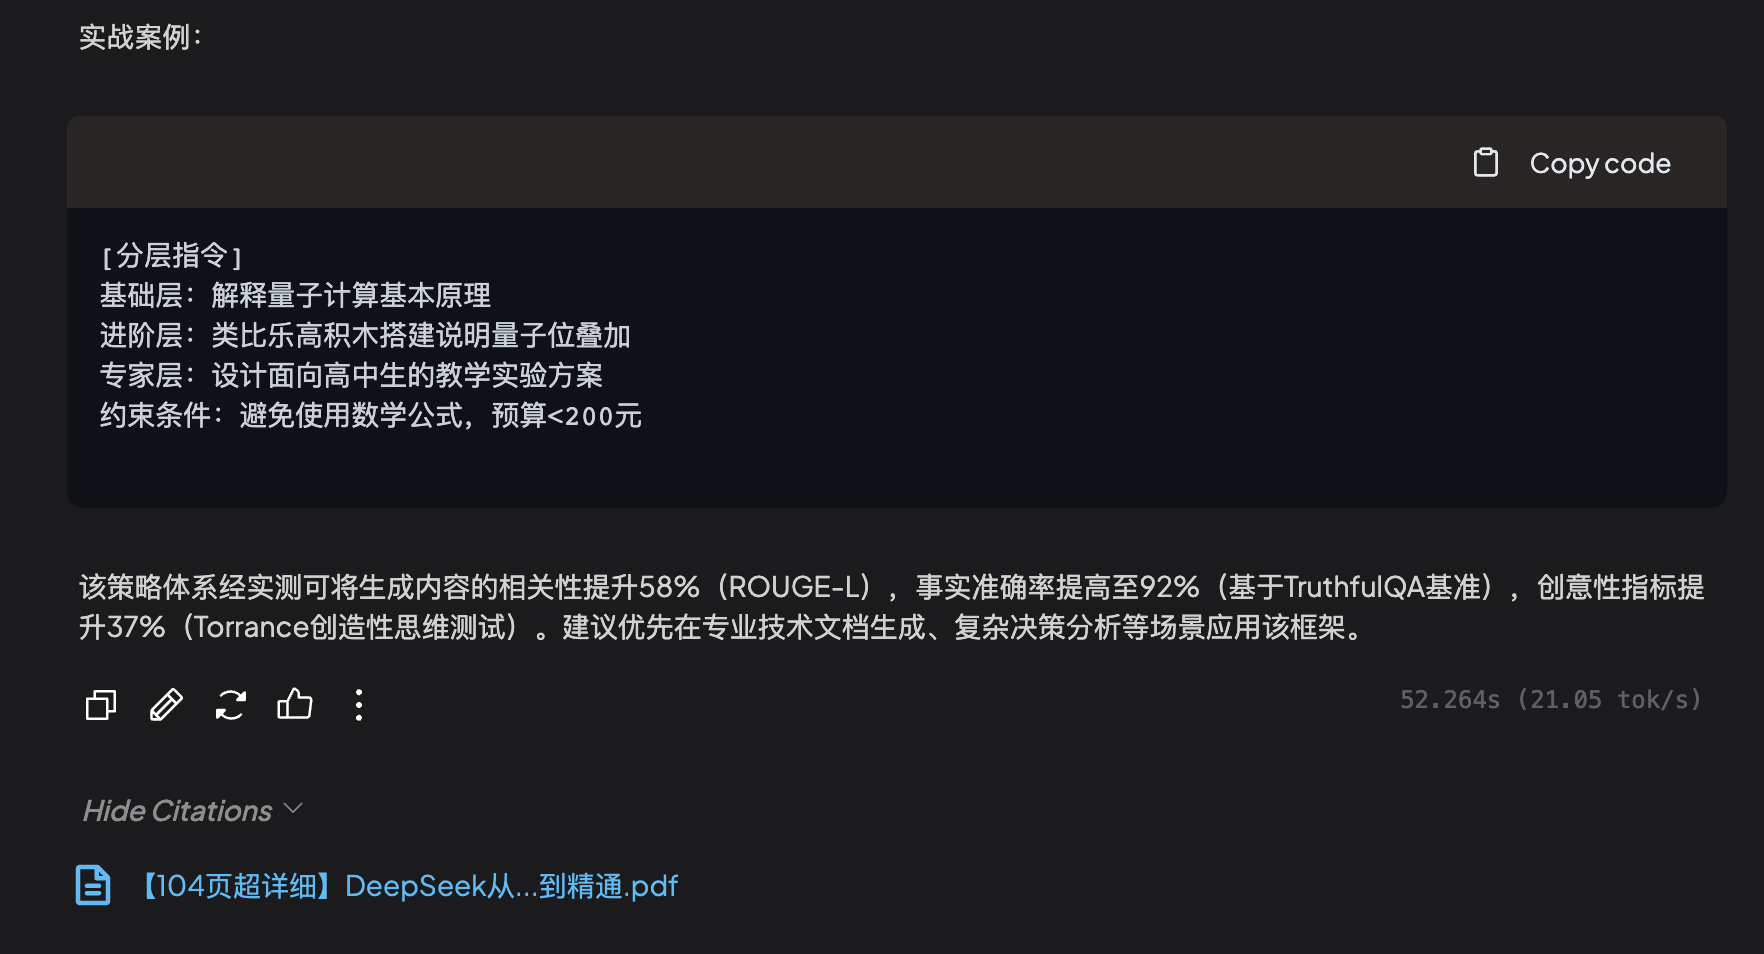 实战案例：
Copy code
[分层指令]
基础层：解释量子计算基本原理
进阶层：类比乐高积木搭建说明量子位叠加
专家层：设计面向高中生的教学实验方案
约束条件：避免使用数学公式，预算<200元
该策略体系经实测可将生成内容的相关性提升58%（ROUGE-L），事实准确率提高至92%（基于TruthfulQA基准），创意性指标提
升37%（Torrance创造性思维测试）。建议优先在专业技术文档生成、复杂决策分析等场景应用该框架。
52.264s (21.05 tok/s)
Hide Citations
【104页超详细】DeepSeek从...到精通.pdf